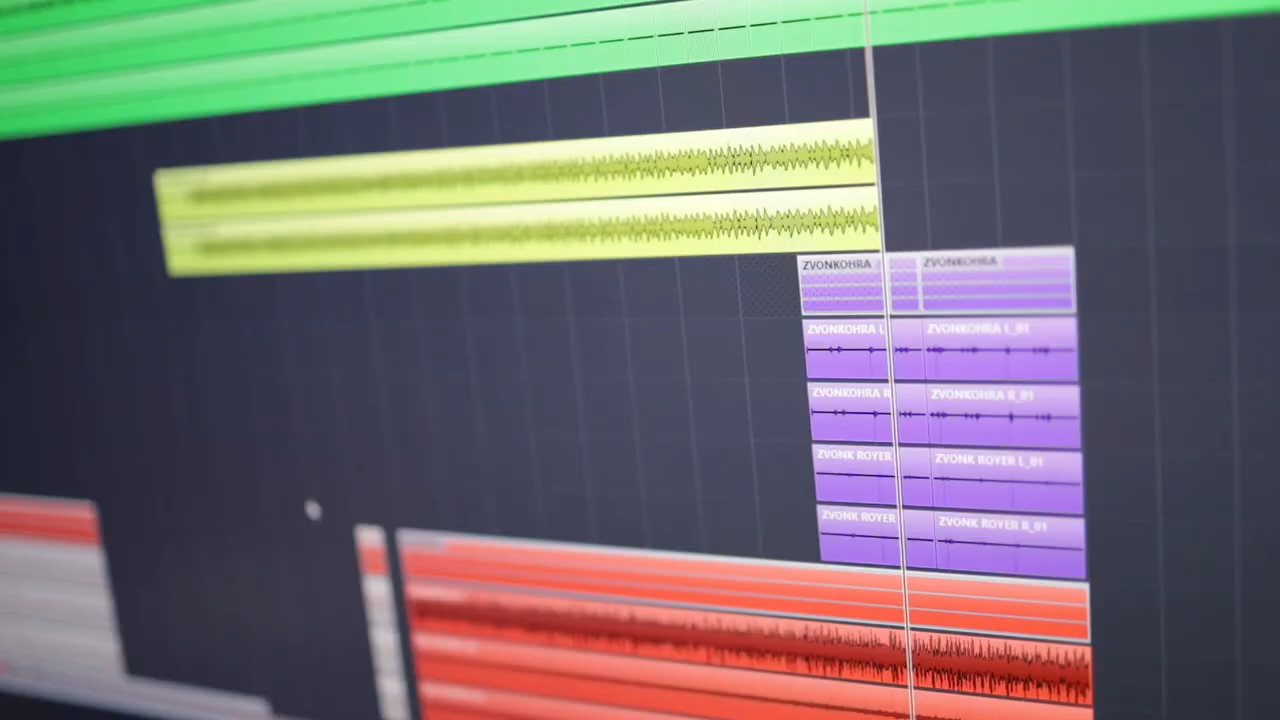 ZVONKOHRA ZVONKOHRA
ZVONKOHRA L ZVONKOHRA L_01
ZVONKOHRA R ZVONKOHRA R_01
ZVONK ROYER ZVONK ROYER L_01
ZVONK ROYER ZVONK ROYER R_01